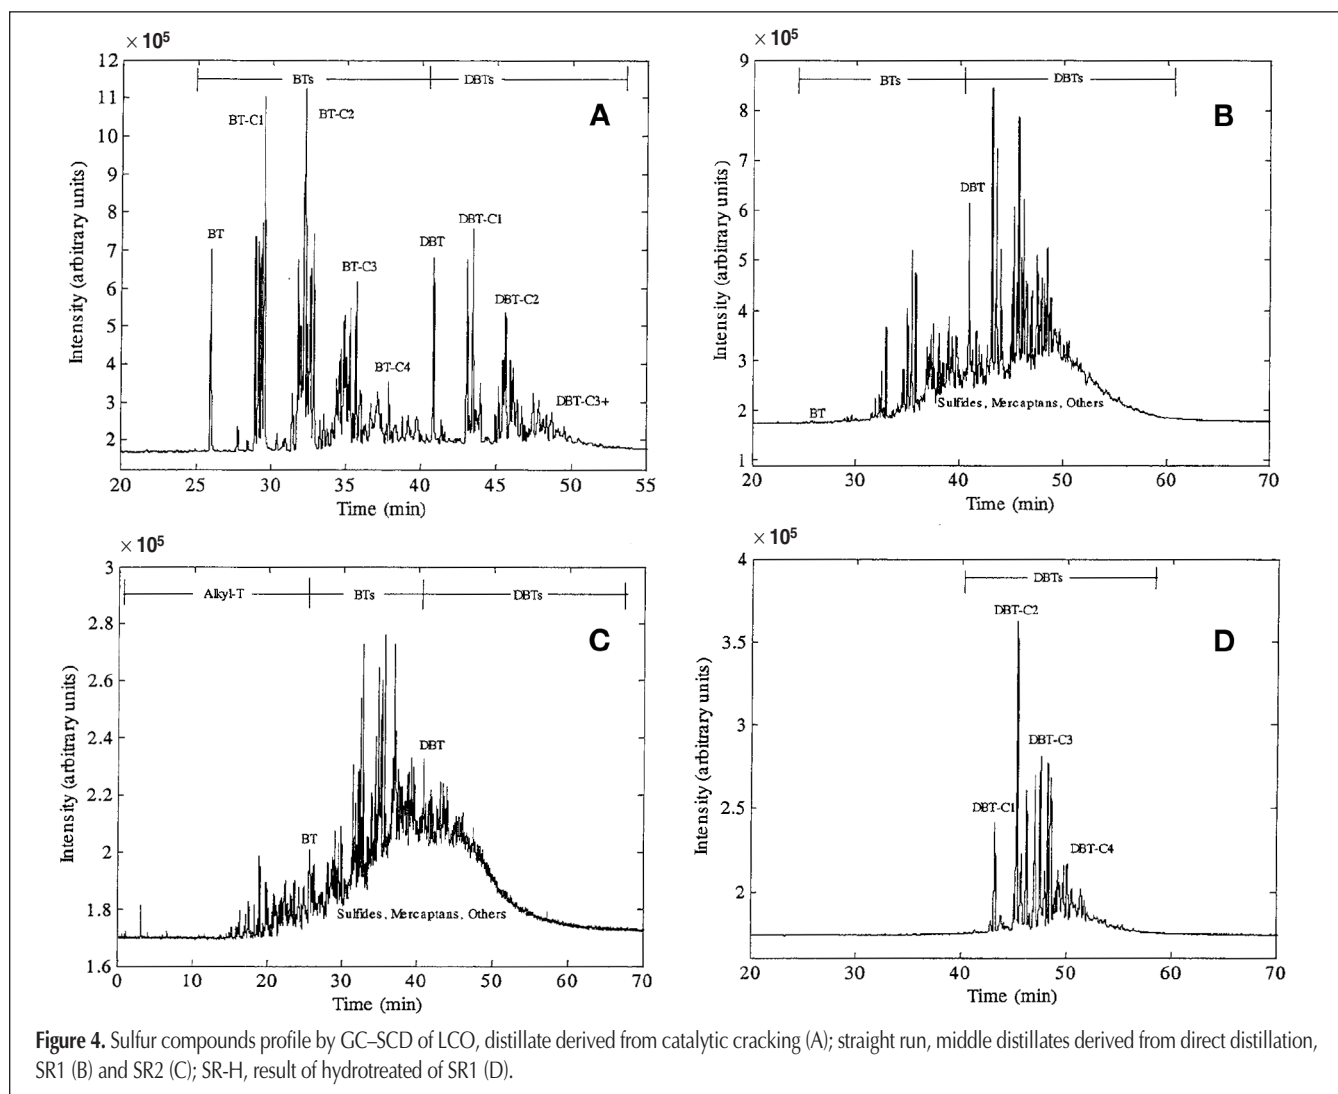 × 10⁵
12
11
10
9
8
7
6
5
4
3
2
20 25 30 35 40 45 50 55
Time (min)
Intensity (arbitrary units)
BTs DBTs
A
BT
BT-C1
BT-C2
BT-C3
BT-C4
DBT
DBT-C1
DBT-C2
DBT-C3+
× 10⁵
9
8
7
6
5
4
3
2
1
20 30 40 50 60 70
Time (min)
Intensity (arbitrary units)
BTs DBTs
B
DBT
BT
Sulfides, Mercaptans, Others
× 10⁵
3
2.8
2.6
2.4
2.2
2
1.8
1.6
0 10 20 30 40 50 60 70
Time (min)
Intensity (arbitrary units)
Alkyl-T BTs DBTs
C
DBT
BT
Sulfides, Mercaptans, Others
× 10⁵
4
3.5
3
2.5
2
20 30 40 50 60 70
Time (min)
Intensity (arbitrary units)
DBTs
D
DBT-C2
DBT-C3
DBT-C1
DBT-C4
Figure 4. Sulfur compounds profile by GC–SCD of LCO, distillate derived from catalytic cracking (A); straight run, middle distillates derived from direct distillation,
SR1 (B) and SR2 (C); SR-H, result of hydrotreated of SR1 (D).